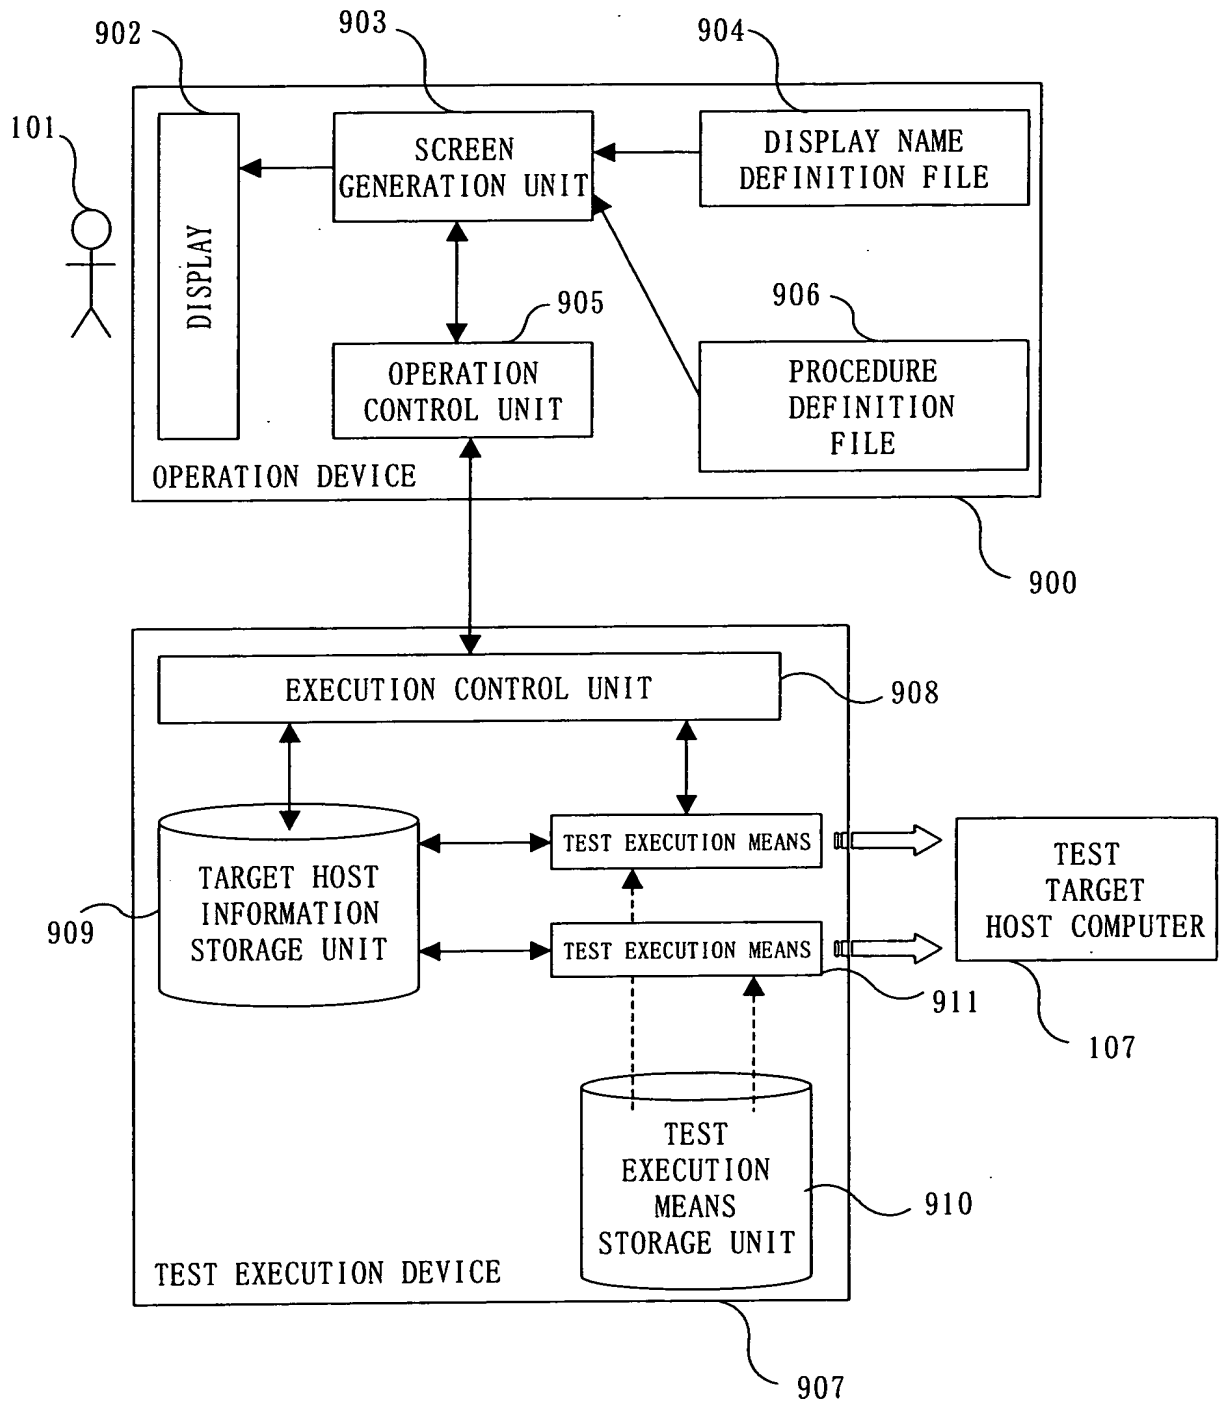 902
903
904
101
SCREEN
GENERATION UNIT
DISPLAY NAME
DEFINITION FILE
DISPLAY
905
906
OPERATION
CONTROL UNIT
PROCEDURE
DEFINITION
FILE
OPERATION DEVICE
900
EXECUTION CONTROL UNIT
908
TARGET HOST
INFORMATION
STORAGE UNIT
909
TEST EXECUTION MEANS
TEST EXECUTION MEANS
911
TEST
TARGET
HOST COMPUTER
107
TEST
EXECUTION
MEANS
STORAGE UNIT
910
TEST EXECUTION DEVICE
907